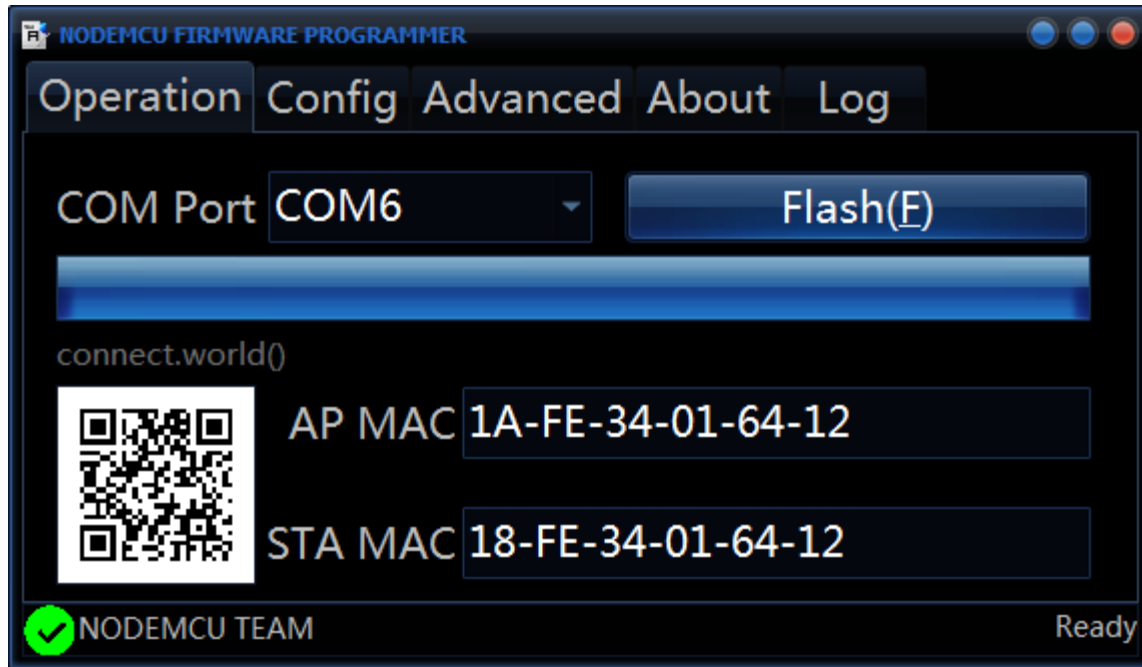 NODEMCU FIRMWARE PROGRAMMER
Operation Config Advanced About Log
COM Port COM6 Flash(F)
connect.world()
AP MAC 1A-FE-34-01-64-12
STA MAC 18-FE-34-01-64-12
NODEMCU TEAM Ready